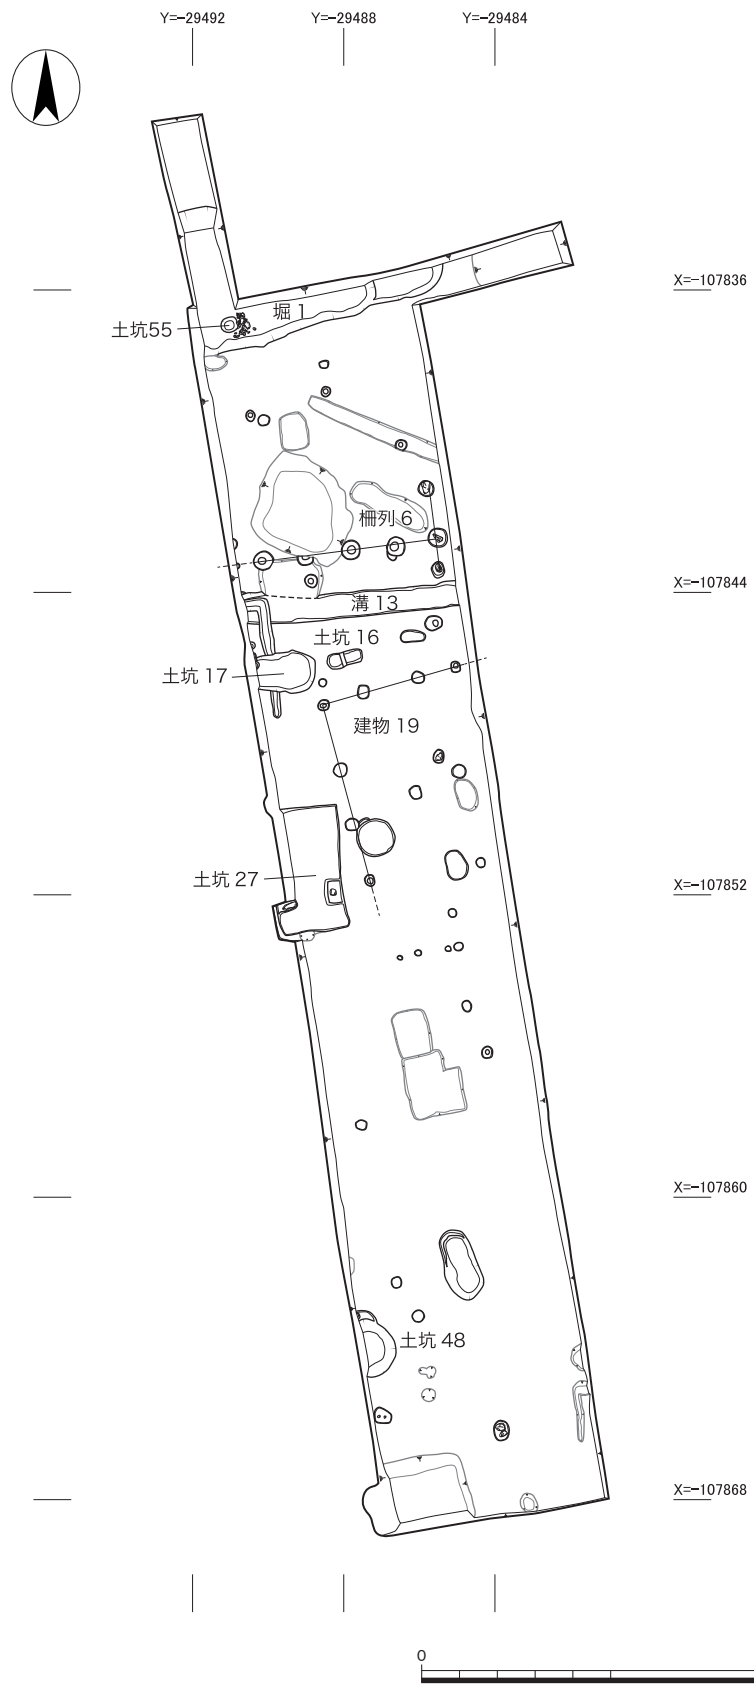 Y=-29492
Y=-29488
Y=-29484
X=-107836
堀 1
土坑55
柵列 6
X=-107844
溝 13
土坑 16
土坑 17
建物 19
土坑 27
X=-107852
X=-107860
土坑 48
X=-107868
0